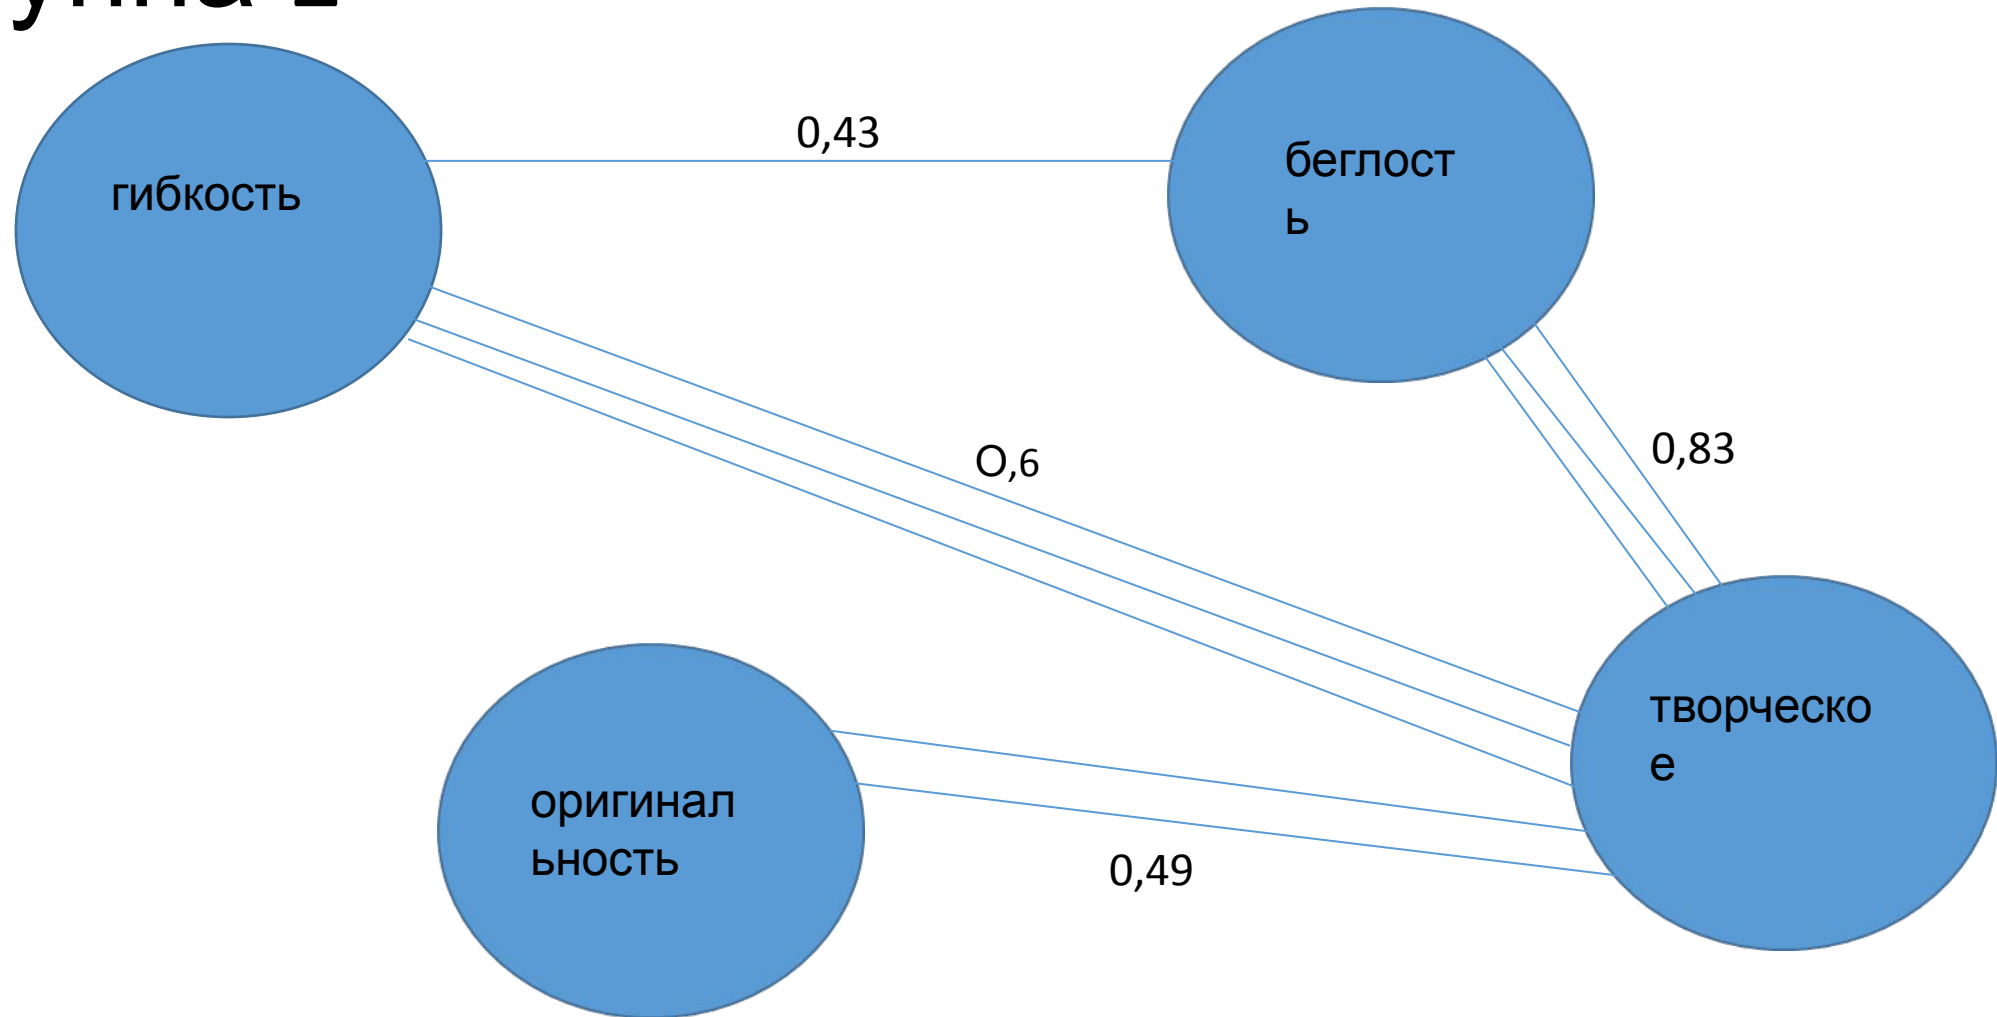 0,43
гибкость
беглост
ь
О,6
0,83
творческо
е
оригинал
ьность
0,49